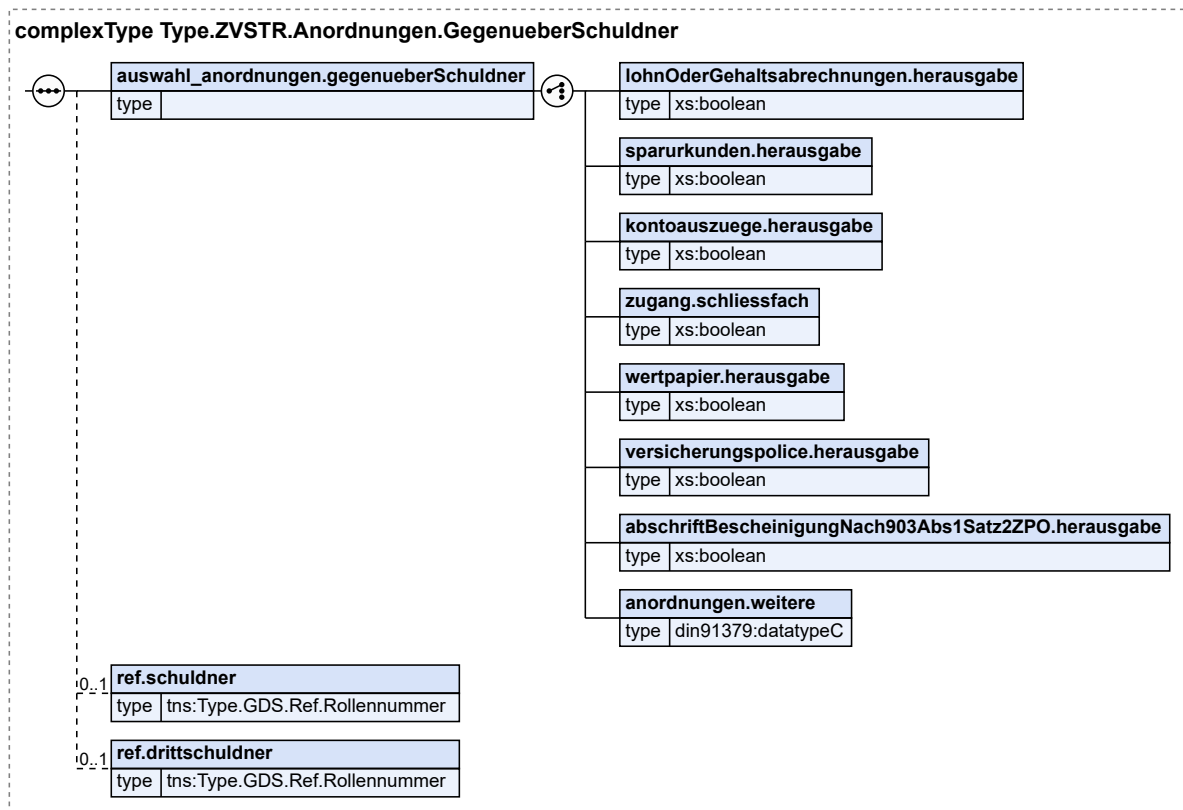 complexType Type.ZVSTR.Anordnungen.GegenueberSchuldner
auswahl_anordnungen.gegenueberSchuldner
type
lohnOderGehaltsabrechnungen.herausgabe
type xs:boolean
sparurkunden.herausgabe
type xs:boolean
kontoauszuege.herausgabe
type xs:boolean
zugang.schliessfach
type xs:boolean
wertpapier.herausgabe
type xs:boolean
versicherungspolice.herausgabe
type xs:boolean
abschriftBescheinigungNach903Abs1Satz2ZPO.herausgabe
type xs:boolean
anordnungen.weitere
type din91379:datatypeC
0..1 ref.schuldner
type tns:Type.GDS.Ref.Rollennummer
0..1 ref.drittschuldner
type tns:Type.GDS.Ref.Rollennummer